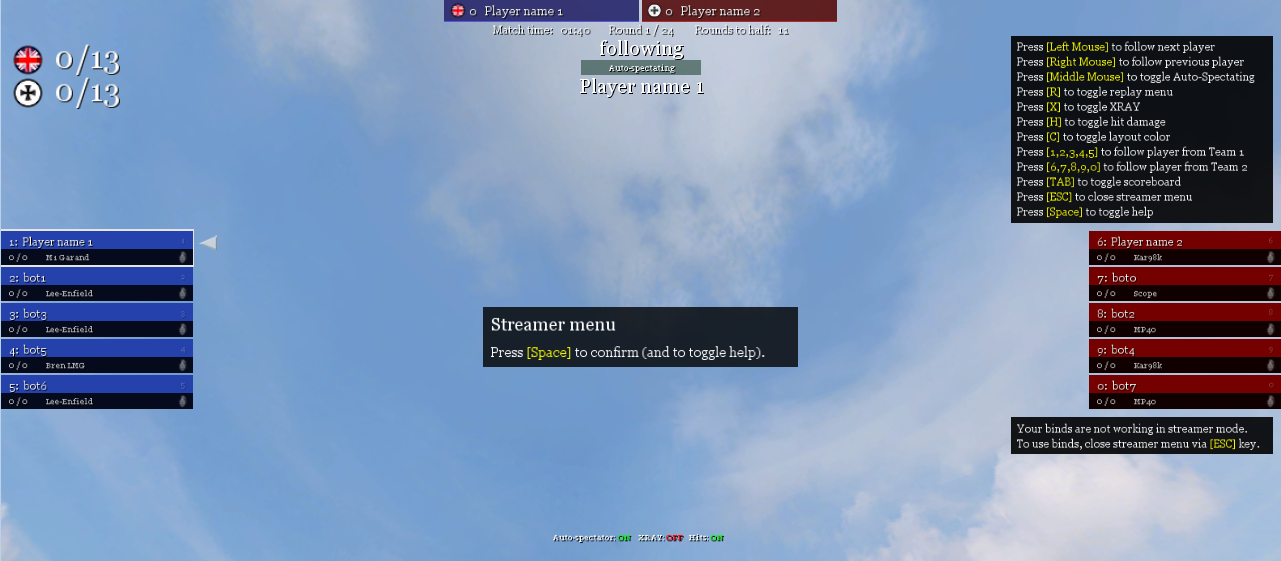 0 Player name 1
0 Player name 2
Match time: 01:40 Round 1 / 24 Rounds to half: 11
following
Auto-spectating
Player name 1
0/13
0/13
Press [Left Mouse] to follow next player
Press [Right Mouse] to follow previous player
Press [Middle Mouse] to toggle Auto-Spectating
Press [R] to toggle replay menu
Press [X] to toggle XRAY
Press [H] to toggle hit damage
Press [C] to toggle layout color
Press [1,2,3,4,5] to follow player from Team 1
Press [6,7,8,9,0] to follow player from Team 2
Press [TAB] to toggle scoreboard
Press [ESC] to close streamer menu
Press [Space] to toggle help
1: Player name 1 1
0 / 0 M1 Garand
2: bot1 2
0 / 0 Lee-Enfield
3: bot3 3
0 / 0 Lee-Enfield
4: bot5 4
0 / 0 Bren LMG
5: bot6 5
0 / 0 Lee-Enfield
Streamer menu
Press [Space] to confirm (and to toggle help).
6: Player name 2 6
0 / 0 Kar98k
7: bot0 7
0 / 0 Scope
8: bot2 8
0 / 0 MP40
9: bot4 9
0 / 0 Kar98k
0: bot7 0
0 / 0 MP40
Your binds are not working in streamer mode.
To use binds, close streamer menu via [ESC] key.
Auto-spectator: ON XRAY: OFF Hits: ON